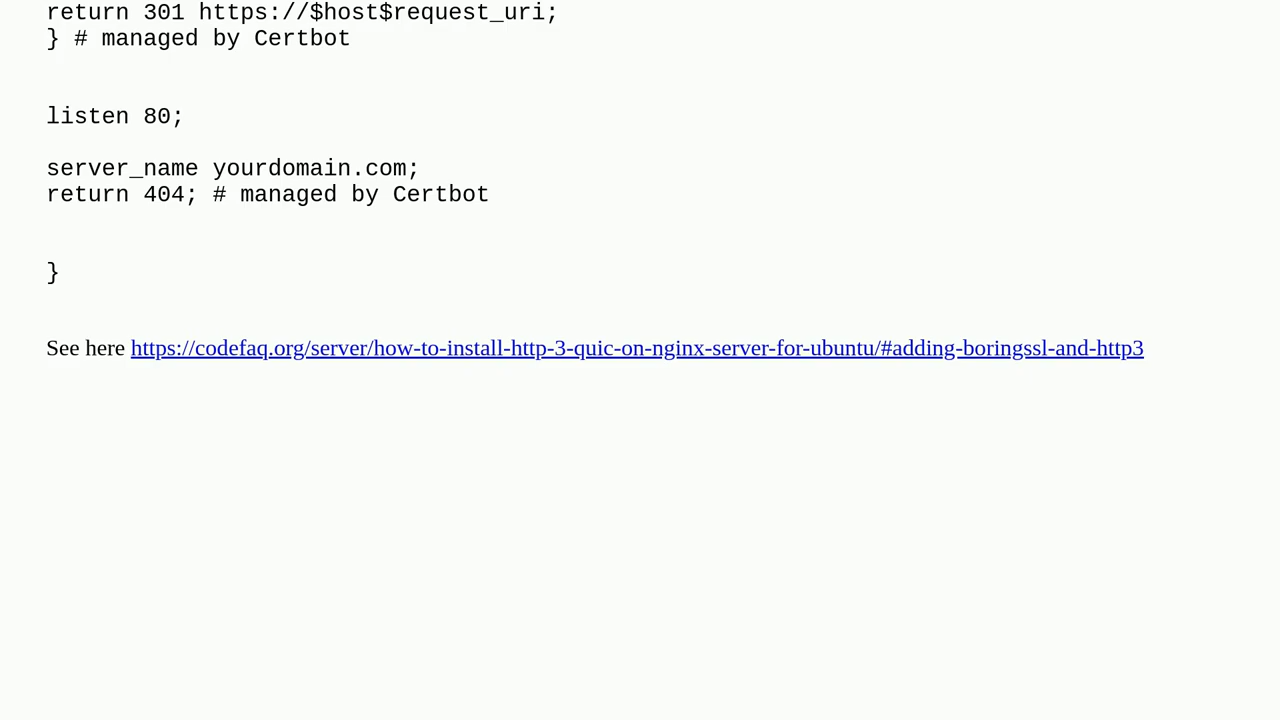 return 301 https://$host$request_uri;
} # managed by Certbot
listen 80;
server_name yourdomain.com;
return 404; # managed by Certbot
}
See here https://codefaq.org/server/how-to-install-http-3-quic-on-nginx-server-for-ubuntu/#adding-boringssl-and-http3